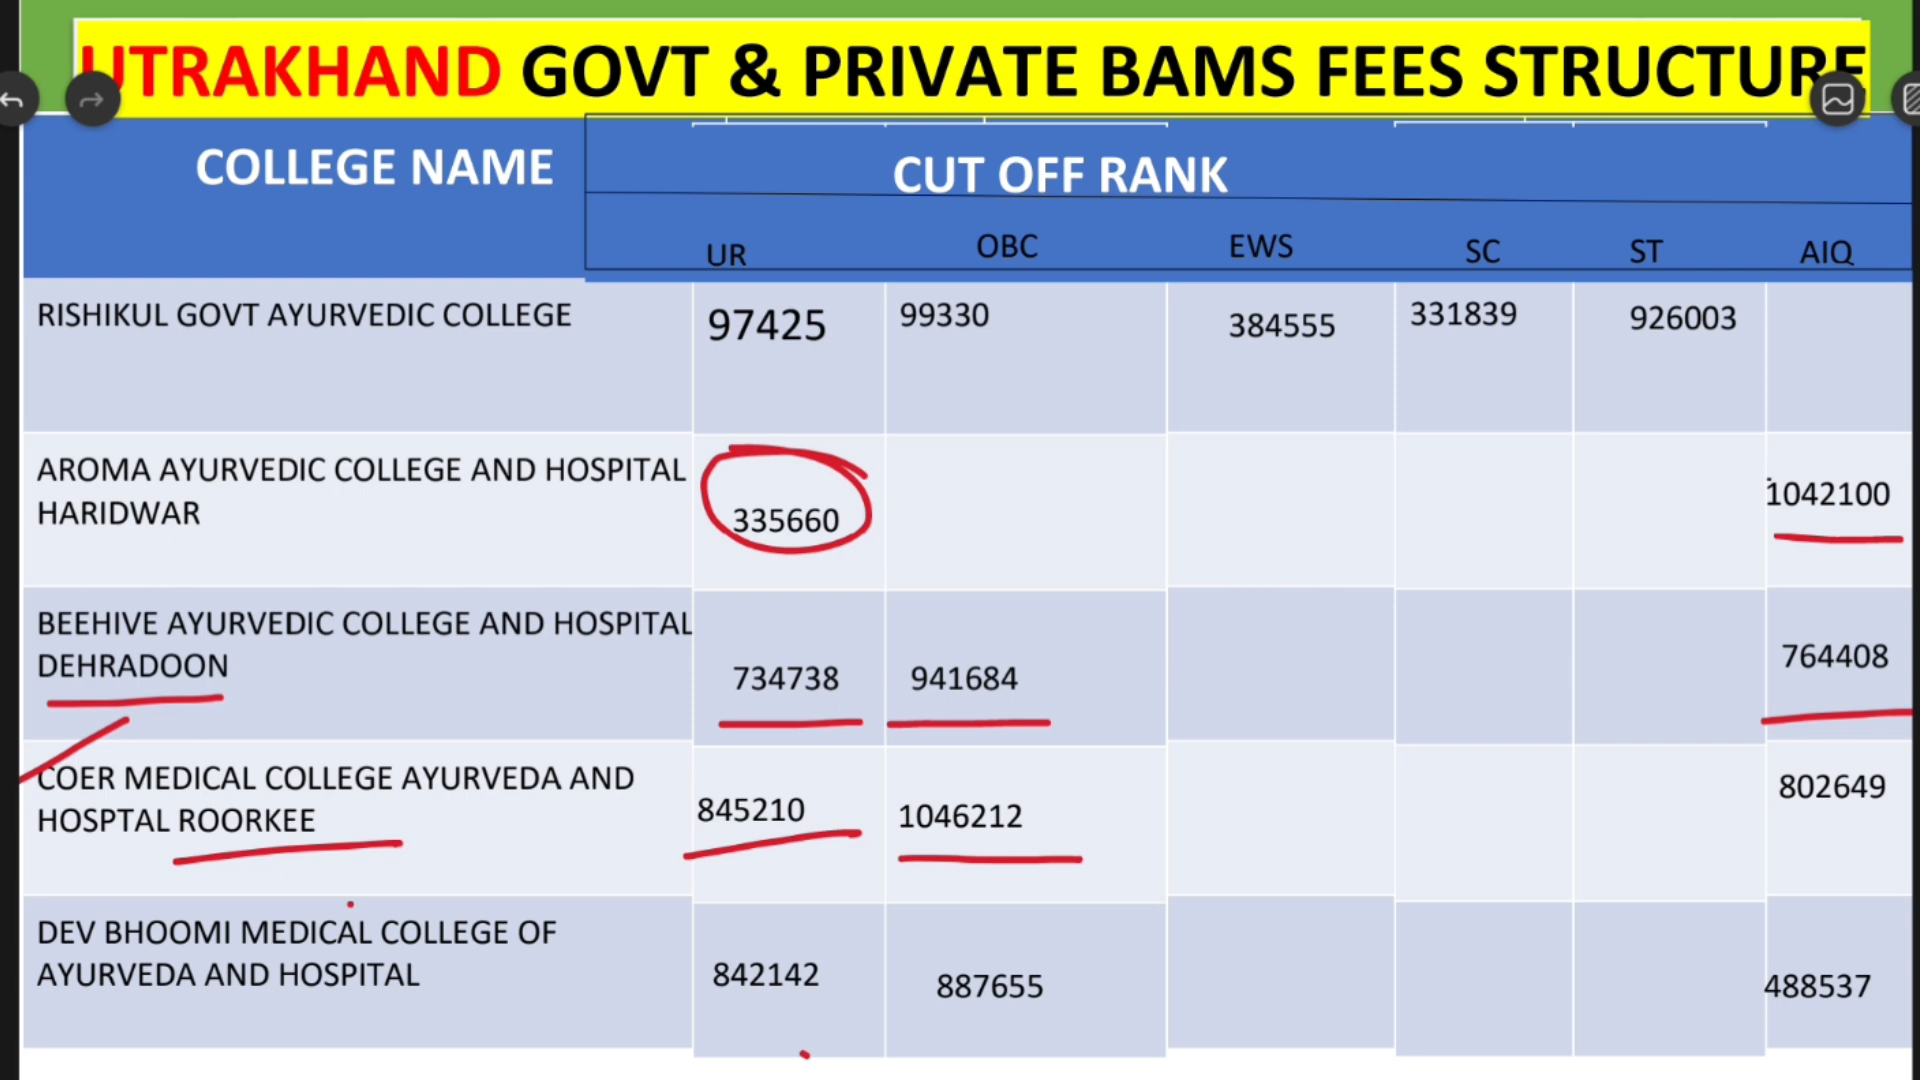 UTRAKHAND GOVT & PRIVATE BAMS FEES STRUCTURE
COLLEGE NAME
CUT OFF RANK
UR OBC EWS SC ST AIQ
RISHIKUL GOVT AYURVEDIC COLLEGE 97425 99330 384555 331839 926003
AROMA AYURVEDIC COLLEGE AND HOSPITAL
HARIDWAR 335660 1042100
BEEHIVE AYURVEDIC COLLEGE AND HOSPITAL
DEHRADOON 734738 941684 764408
COER MEDICAL COLLEGE AYURVEDA AND
HOSPTAL ROORKEE 845210 1046212 802649
DEV BHOOMI MEDICAL COLLEGE OF
AYURVEDA AND HOSPITAL 842142 887655 488537